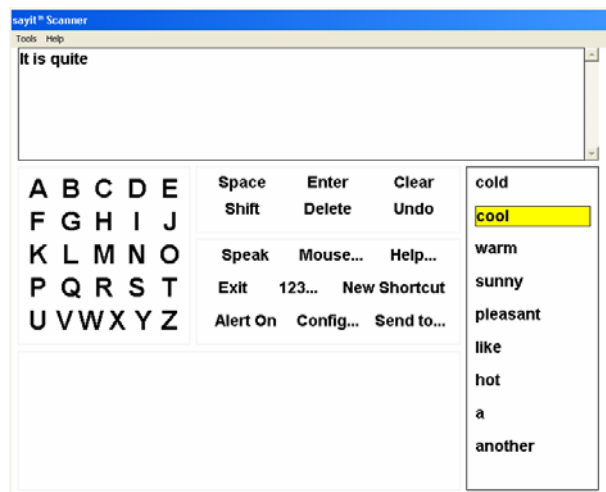 sayit™ Scanner
Tools Help
It is quite
A B C D E
F G H I J
K L M N O
P Q R S T
U V W X Y Z
Space Enter Clear
Shift Delete Undo
Speak Mouse... Help...
Exit 123... New Shortcut
Alert On Config... Send to...
cold
cool
warm
sunny
pleasant
like
hot
a
another